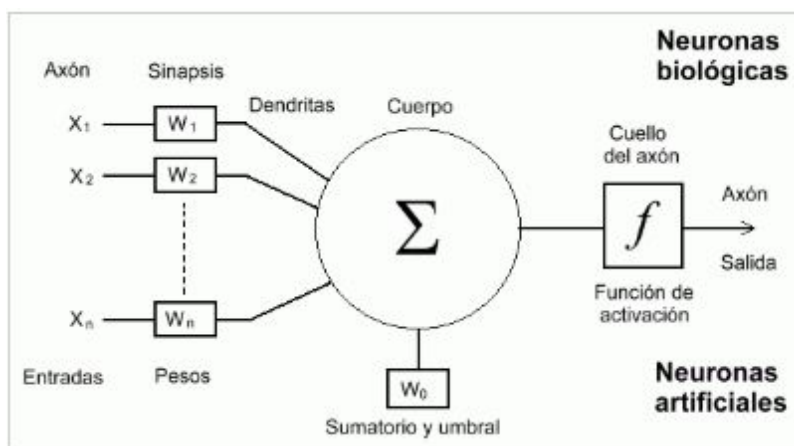 Neuronas
biológicas
Axón
Sinapsis
Dendritas
Cuerpo
Cuello
del axón
X1
W1
X2
W2
Σ
f
Axón
Salida
Xn
Wn
Función de
activación
Entradas
Pesos
W0
Sumatorio y umbral
Neuronas
artificiales